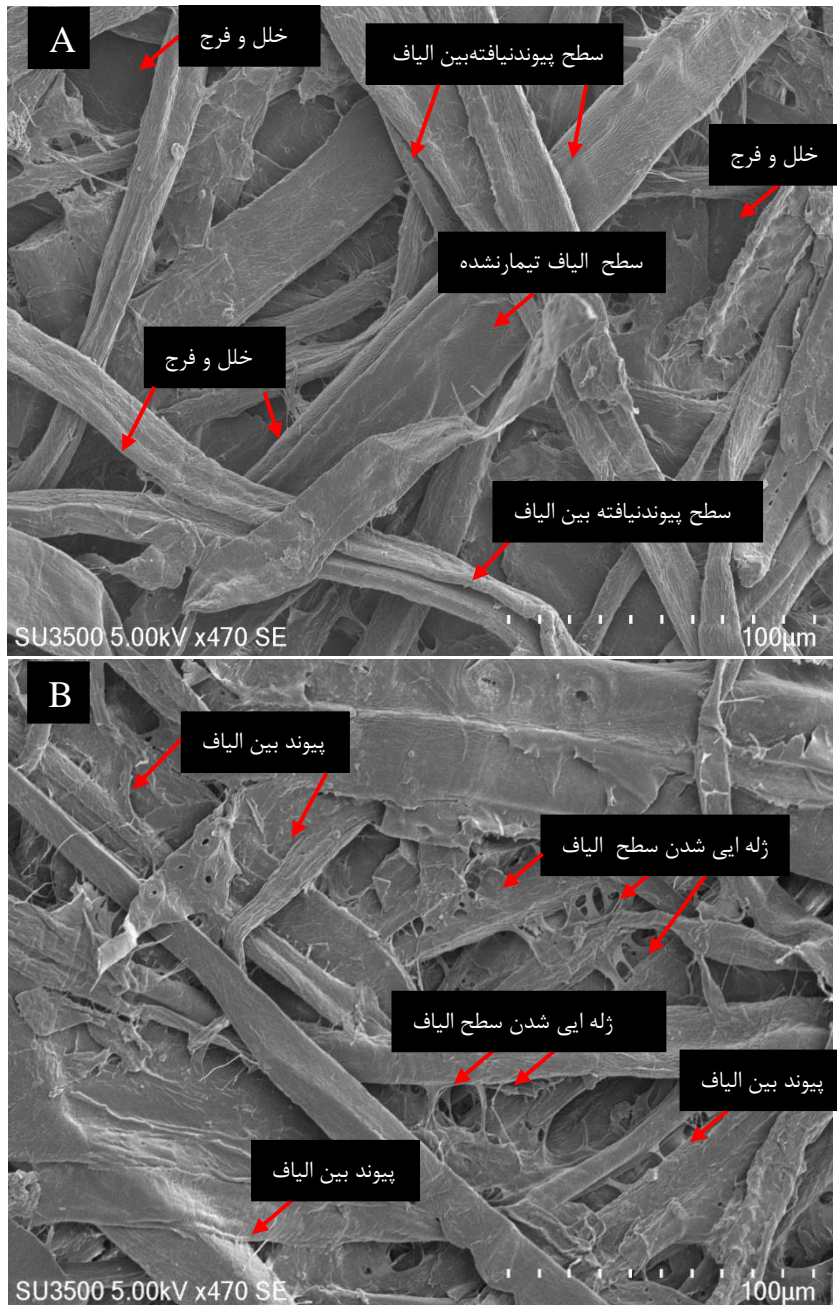 A
خلل و فرج
سطح پیوندنیافته‌بین الیاف
خلل و فرج
سطح الیاف تیمارنشده
خلل و فرج
سطح پیوندنیافته بین الیاف
SU3500 5.00kV x470 SE
100µm
B
پیوند بین الیاف
ژله ایی شدن سطح الیاف
ژله ایی شدن سطح الیاف
پیوند بین الیاف
پیوند بین الیاف
SU3500 5.00kV x470 SE
100µm